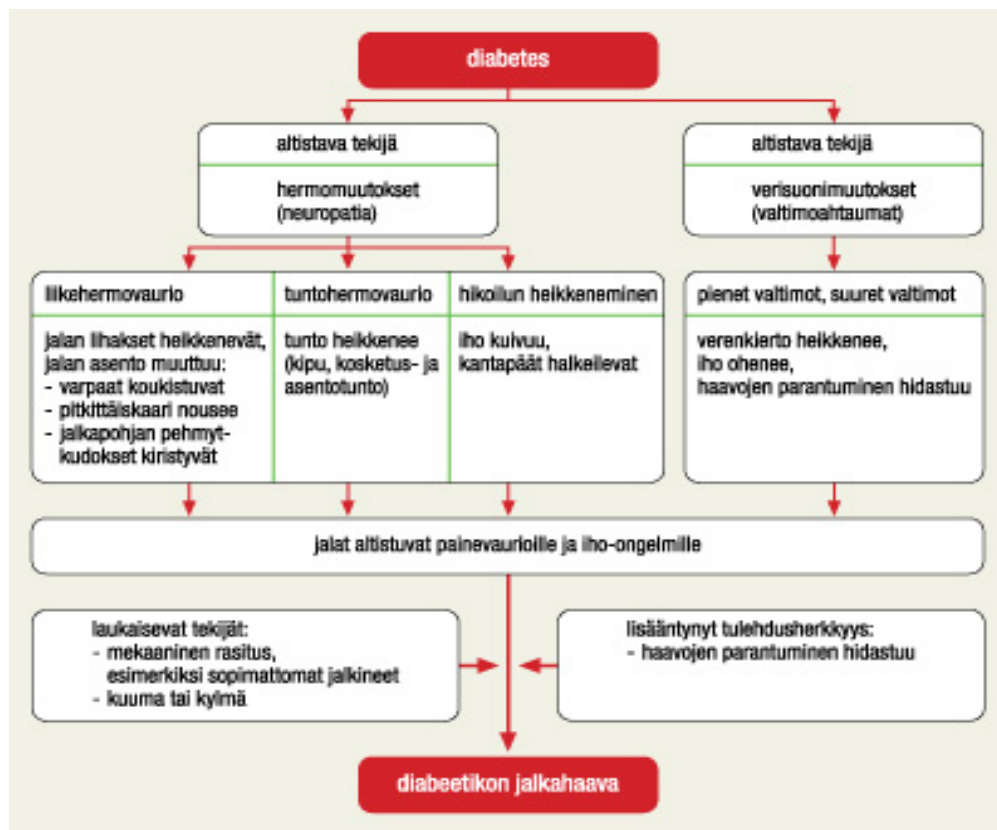 diabetes
altistava tekijä
hermomuutokset
(neuropatia)
altistava tekijä
verisuonimuutokset
(valtimoahtaumat)
liikehermovaurio
jalan lihakset heikkenevät,
jalan asento muuttuu:
- varpaat koukistuvat
- pitkittäiskaari nousee
- jalkapohjan pehmyt-
kudokset kiristyvät
tuntohermovaurio
tunto heikkenee
(kipu, kosketus- ja
asentotunto)
hikoilun heikkeneminen
iho kuivuu,
kantapäät halkeilevat
pienet valtimot, suuret valtimot
verenkierto heikkenee,
iho ohenee,
haavojen parantuminen hidastuu
jalat altistuvat painevaurioille ja iho-ongelmille
laukaisevat tekijät:
- mekaaninen rasitus,
esimerkiksi sopimattomat jalkineet
- kuuma tai kylmä
lisääntynyt tulehdusherkkyys:
- haavojen parantuminen hidastuu
diabeetikon jalkahaava